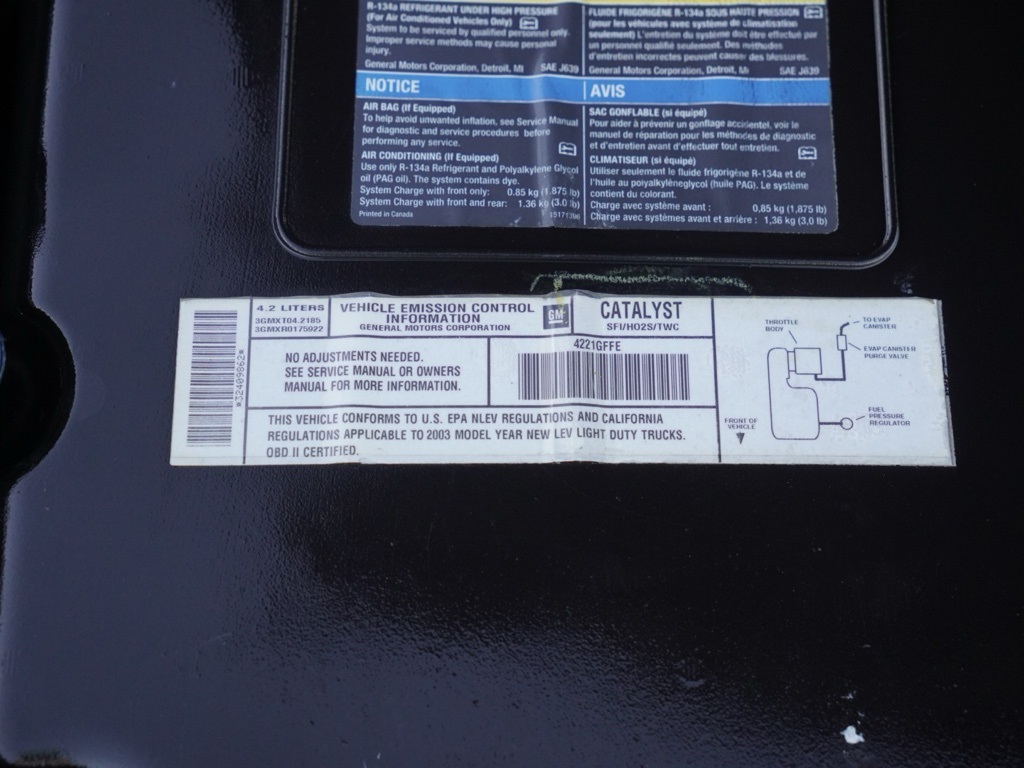 R-134a REFRIGERANT UNDER HIGH PRESSURE
(For Air Conditioned Vehicles Only)
System to be serviced by qualified personnel only.
Improper service methods may cause personal
injury.
General Motors Corporation, Detroit, MI SAE J639
FLUIDE FRIGORIGÈNE R-134a SOUS HAUTE PRESSION
(pour les véhicules avec système de climatisation
seulement) L'entretien du système doit être effectué par
un personnel qualifié seulement. Des méthodes
d'entretien incorrectes peuvent causer des blessures.
General Motors Corporation, Detroit, MI SAE J639
NOTICE
AIR BAG (If Equipped)
To help avoid unwanted inflation, see Service Manual
for diagnostic and service procedures before
performing any service.
AIR CONDITIONING (If Equipped)
Use only R-134a Refrigerant and Polyalkylene Glycol
oil (PAG oil). The system contains dye.
System Charge with front only: 0.85 kg (1.875 lb)
System Charge with front and rear: 1.36 kg (3.0 lb)
Printed in Canada 15171396
AVIS
SAC GONFLABLE (si équipé)
Pour aider à prévenir un gonflage accidentel, voir le
manuel de réparation pour les méthodes de diagnostic
et d'entretien avant d'effectuer tout entretien.
CLIMATISEUR (si équipé)
Utiliser seulement le fluide frigorigène R-134a et de
l'huile au polyalkylèneglycol (huile PAG). Le système
contient du colorant.
Charge avec système avant : 0,85 kg (1,875 lb)
Charge avec systèmes avant et arrière : 1,36 kg (3,0 lb)
*32409862*
4.2 LITERS
3GMXT04.2185
3GMXR0175922
VEHICLE EMISSION CONTROL
INFORMATION
GENERAL MOTORS CORPORATION
GM
CATALYST
SFI/HO2S/TWC
NO ADJUSTMENTS NEEDED.
SEE SERVICE MANUAL OR OWNERS
MANUAL FOR MORE INFORMATION.
4221GFFE
THIS VEHICLE CONFORMS TO U.S. EPA NLEV REGULATIONS AND CALIFORNIA
REGULATIONS APPLICABLE TO 2003 MODEL YEAR NEW LEV LIGHT DUTY TRUCKS.
OBD II CERTIFIED.
THROTTLE
BODY
TO EVAP
CANISTER
EVAP CANISTER
PURGE VALVE
FUEL
PRESSURE
REGULATOR
FRONT OF
VEHICLE